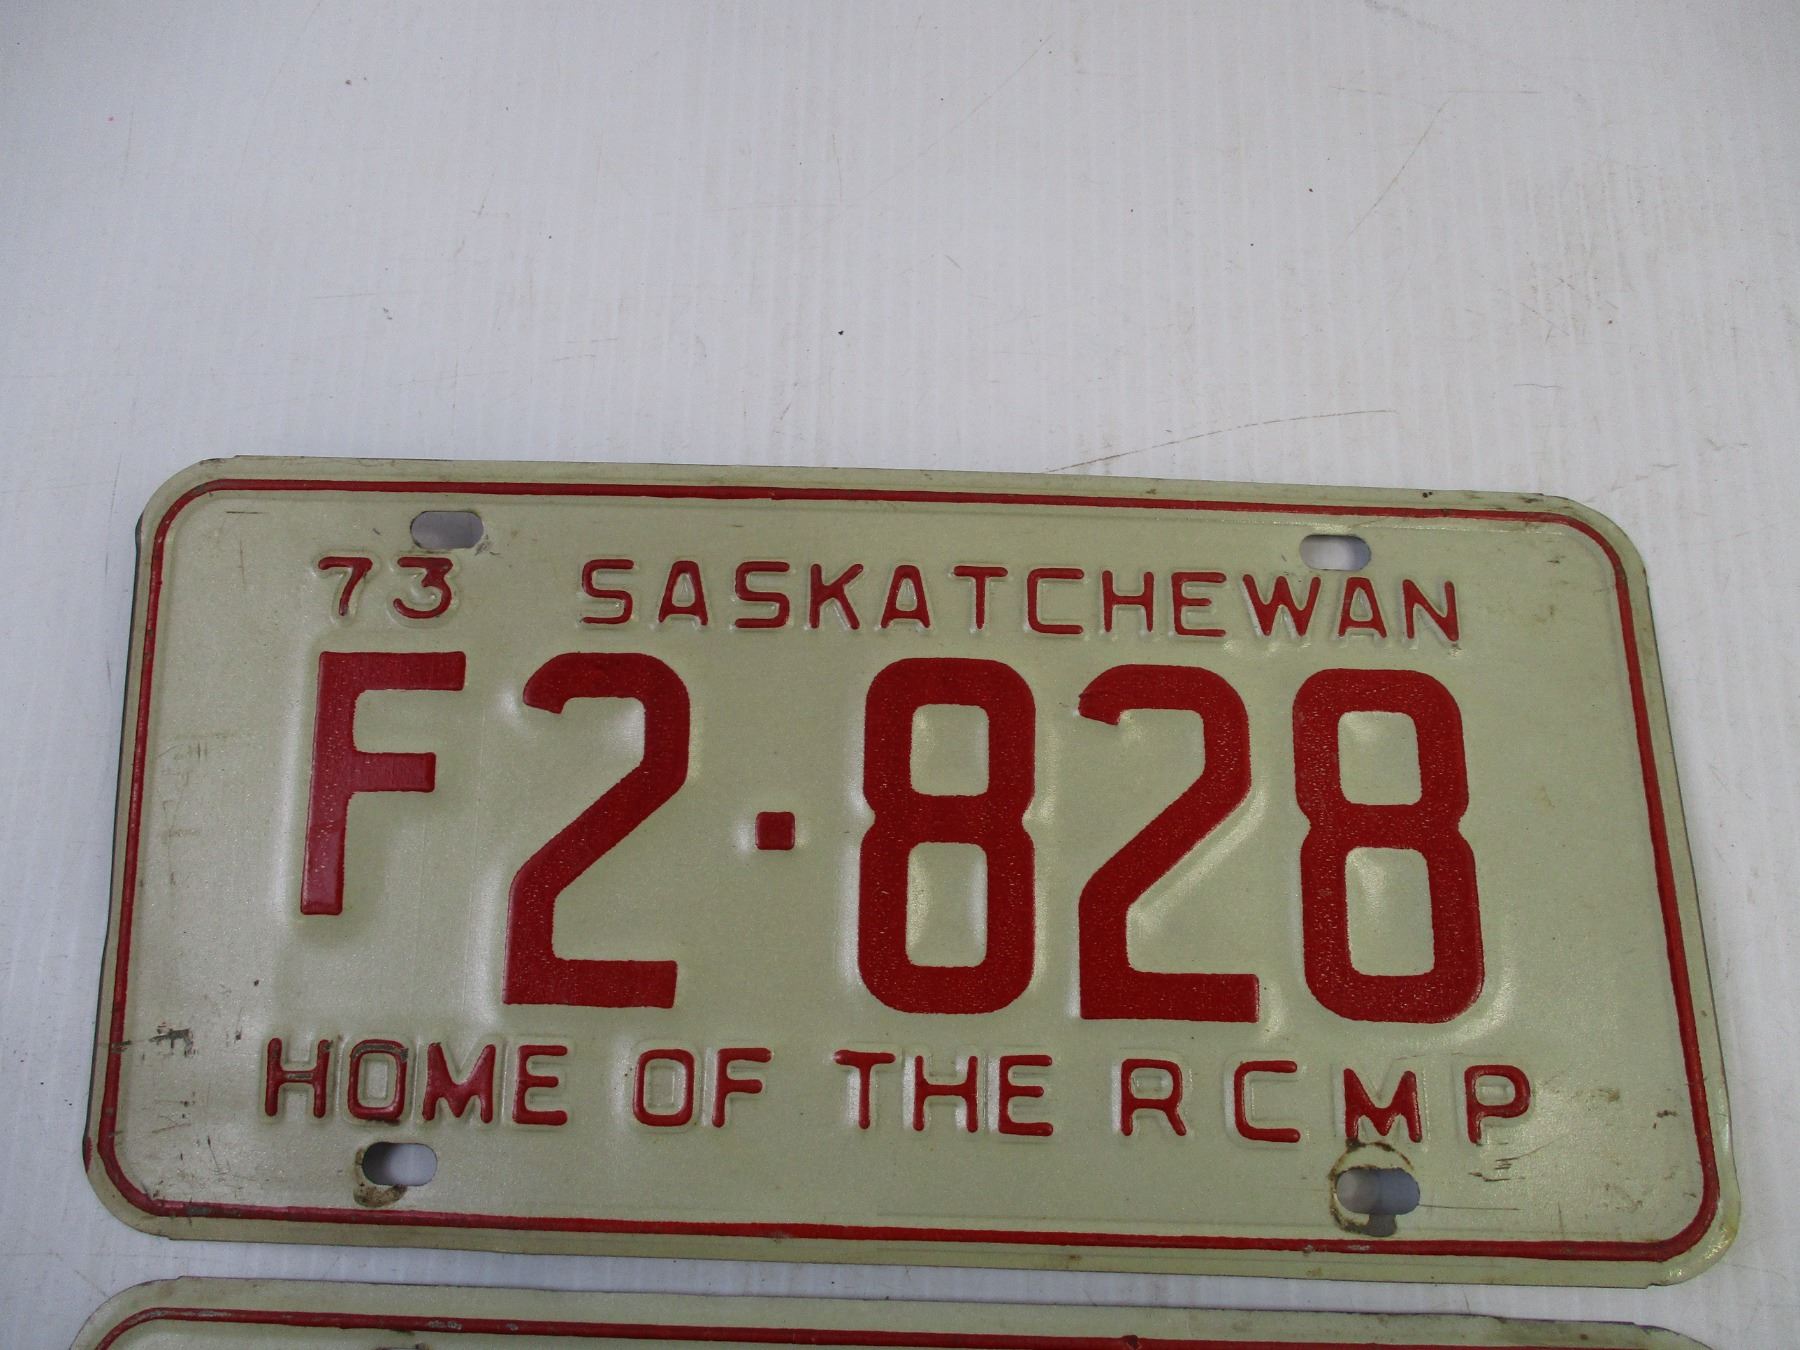 73 SASKATCHEWAN
F2·828
HOME OF THE RCMP